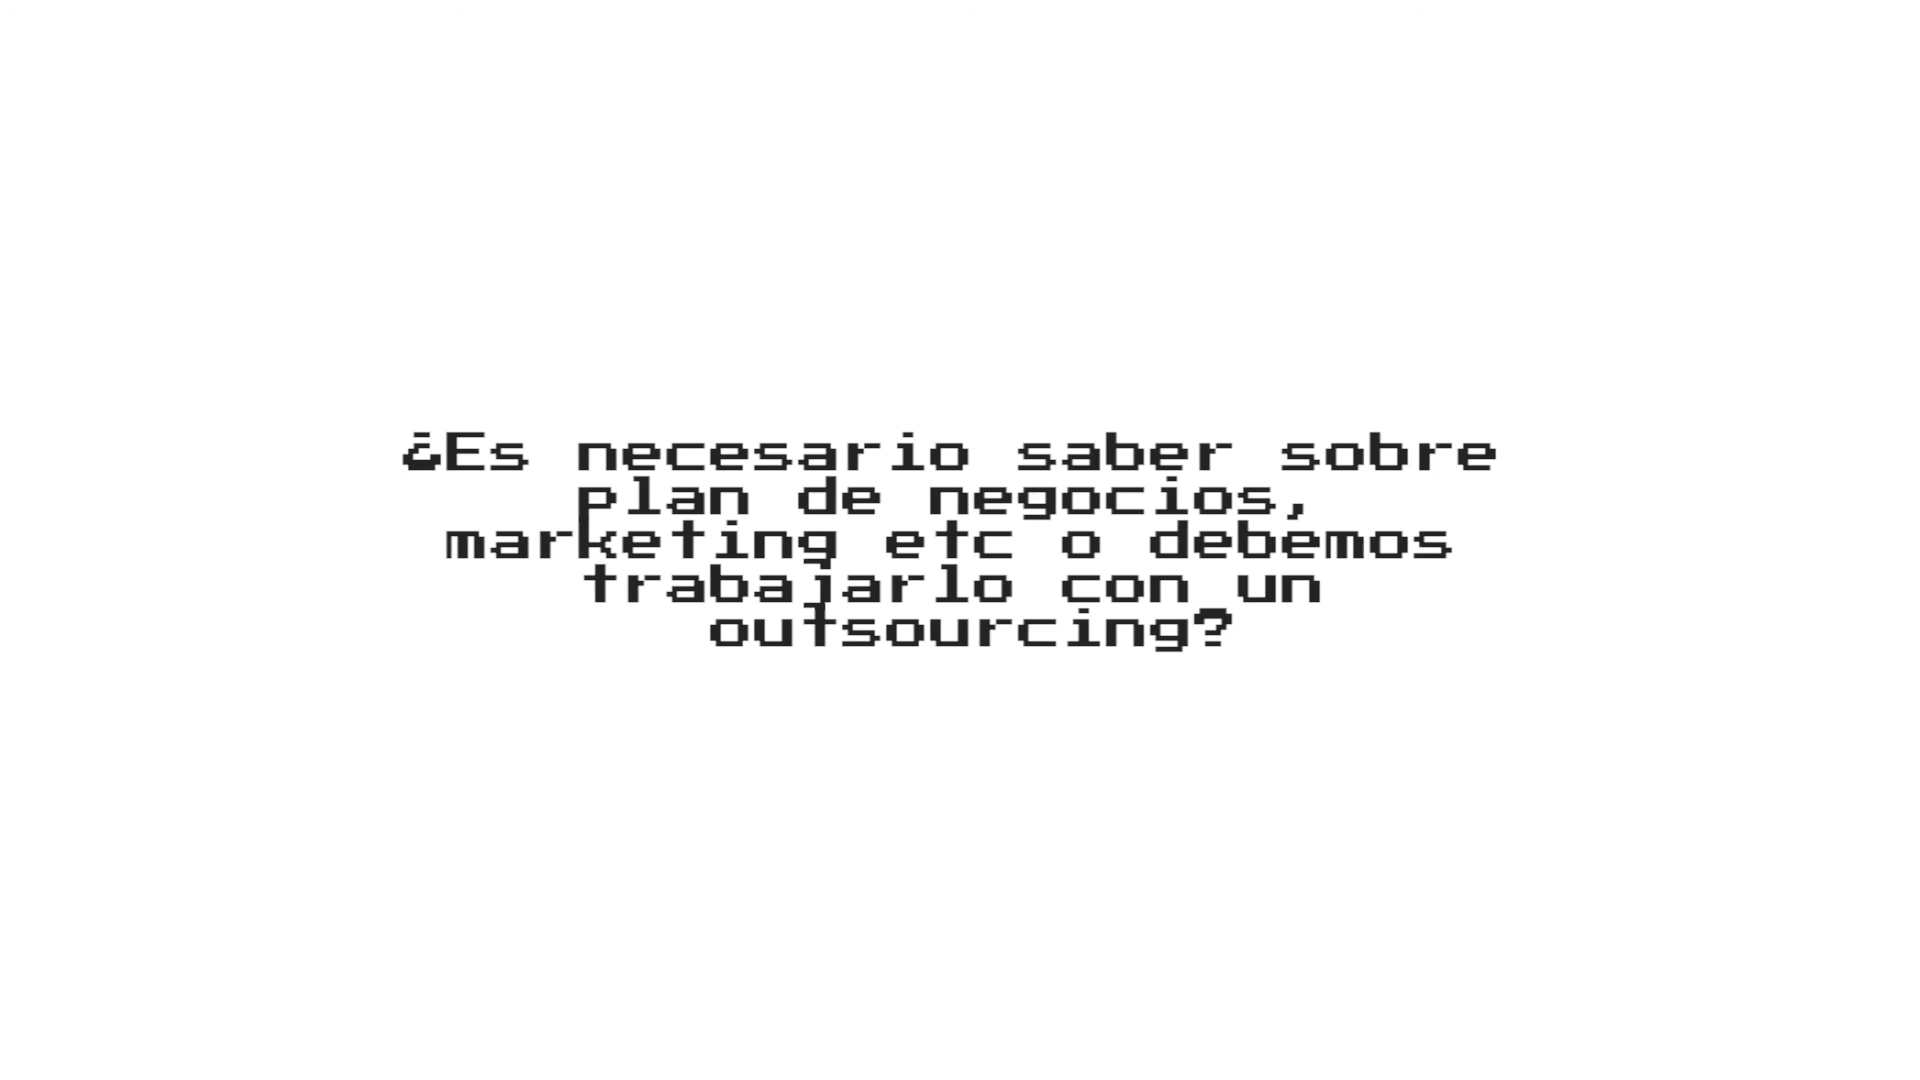 ¿Es necesario saber sobre
plan de negocios,
marketing etc o debemos
trabajarlo con un
outsourcing?